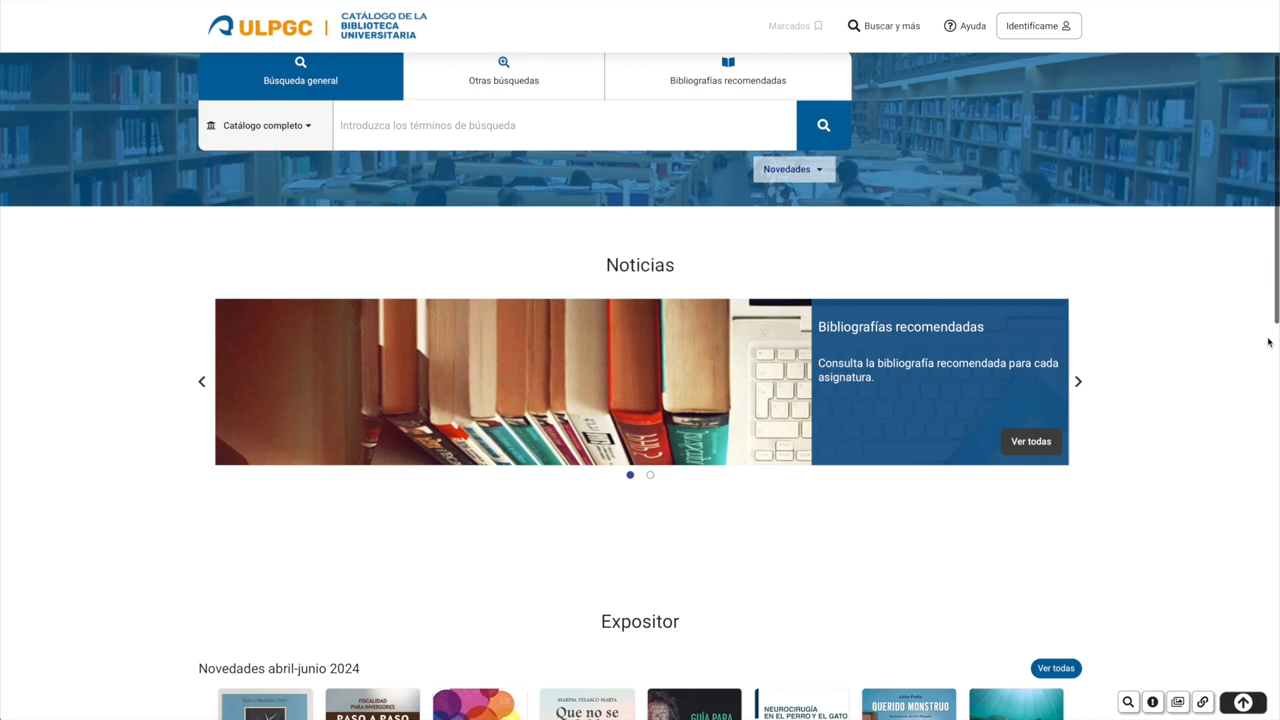 ULPGC
CATÁLOGO DE LA
BIBLIOTECA
UNIVERSITARIA
Marcados
Buscar y más
Ayuda
Identifícame
Búsqueda general
Otras búsquedas
Bibliografías recomendadas
Catálogo completo
Introduzca los términos de búsqueda
Novedades
Noticias
Bibliografías recomendadas
Consulta la bibliografía recomendada para cada
asignatura.
Ver todas
Expositor
Novedades abril-junio 2024
Ver todas
FISCALIDAD
PARA INVERSORES
PASO A PASO
MARINA VELASCO MARTA
Que no se
GUÍA PARA
NEUROCIRUGÍA
EN EL PERRO Y EL GATO
QUERIDO MONSTRUO